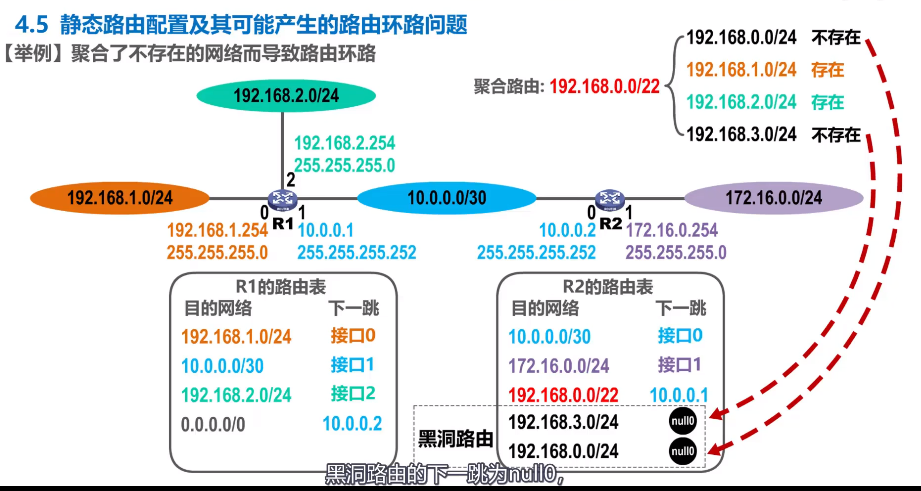 4.5 静态路由配置及其可能产生的路由环路问题
【举例】聚合了不存在的网络而导致路由环路
聚合路由: 192.168.0.0/22
192.168.0.0/24 不存在
192.168.1.0/24 存在
192.168.2.0/24 存在
192.168.3.0/24 不存在
192.168.2.0/24
192.168.2.254
255.255.255.0
2
192.168.1.0/24
0
R1
1
10.0.0.0/30
0
R2
1
172.16.0.0/24
192.168.1.254
255.255.255.0
10.0.0.1
255.255.255.252
10.0.0.2
255.255.255.252
172.16.0.254
255.255.255.0
R1的路由表
目的网络 下一跳
192.168.1.0/24 接口0
10.0.0.0/30 接口1
192.168.2.0/24 接口2
0.0.0.0/0 10.0.0.2
R2的路由表
目的网络 下一跳
10.0.0.0/30 接口0
172.16.0.0/24 接口1
192.168.0.0/22 10.0.0.1
黑洞路由
192.168.3.0/24 null0
192.168.0.0/24 null0
黑洞路由的下一跳为null0,